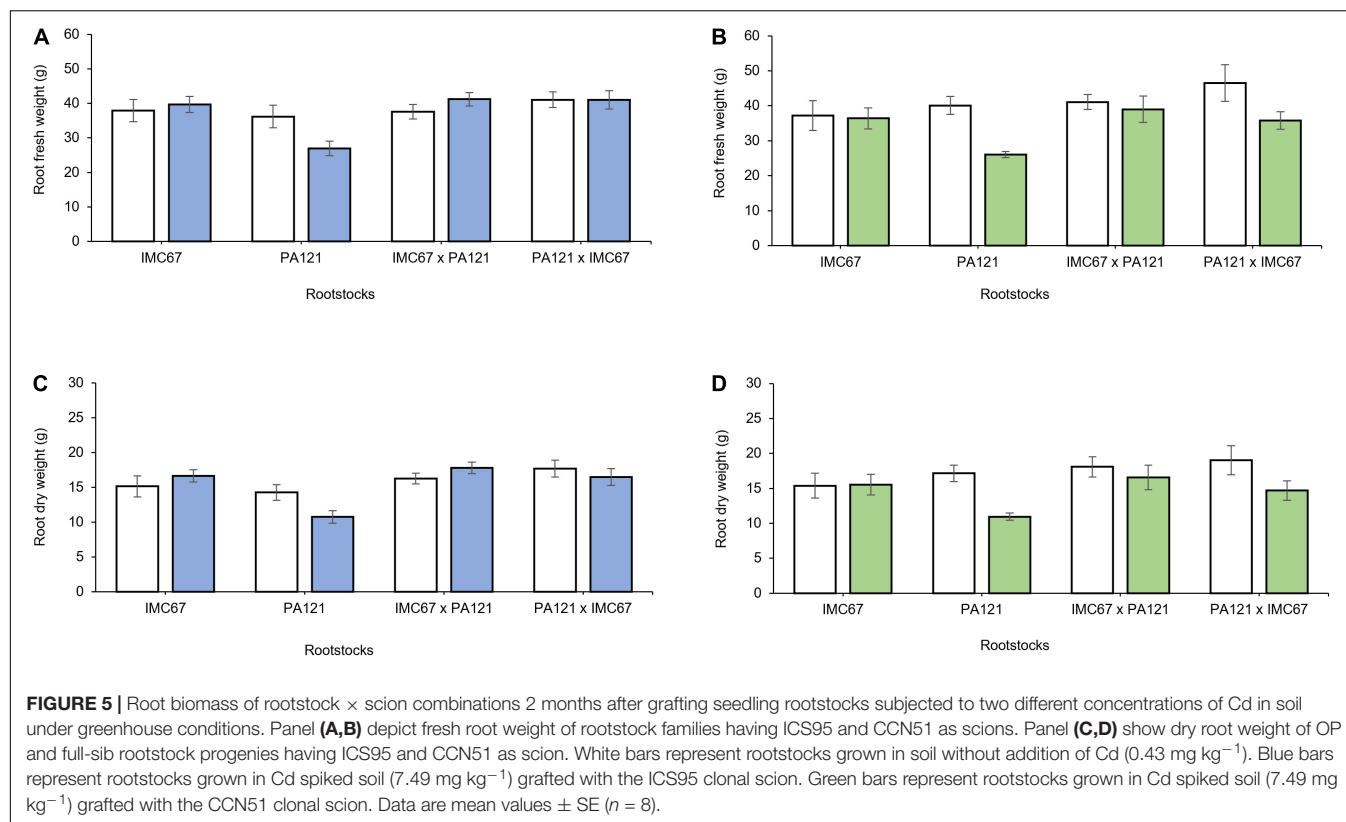 A
Root fresh weight (g)
60
50
40
30
20
10
0
IMC67 PA121 IMC67 x PA121 PA121 x IMC67
Rootstocks
B
Root fresh weight (g)
60
50
40
30
20
10
0
IMC67 PA121 IMC67 x PA121 PA121 x IMC67
Rootstocks
C
Root dry weight (g)
30
25
20
15
10
5
0
IMC67 PA121 IMC67 x PA121 PA121 x IMC67
Rootstocks
D
Root dry weight (g)
30
25
20
15
10
5
0
IMC67 PA121 IMC67 x PA121 PA121 x IMC67
Rootstocks
FIGURE 5 | Root biomass of rootstock × scion combinations 2 months after grafting seedling rootstocks subjected to two different concentrations of Cd in soil
under greenhouse conditions. Panel (A,B) depict fresh root weight of rootstock families having ICS95 and CCN51 as scions. Panel (C,D) show dry root weight of OP
and full-sib rootstock progenies having ICS95 and CCN51 as scion. White bars represent rootstocks grown in soil without addition of Cd (0.43 mg kg⁻¹). Blue bars
represent rootstocks grown in Cd spiked soil (7.49 mg kg⁻¹) grafted with the ICS95 clonal scion. Green bars represent rootstocks grown in Cd spiked soil (7.49 mg
kg⁻¹) grafted with the CCN51 clonal scion. Data are mean values ± SE (n = 8).